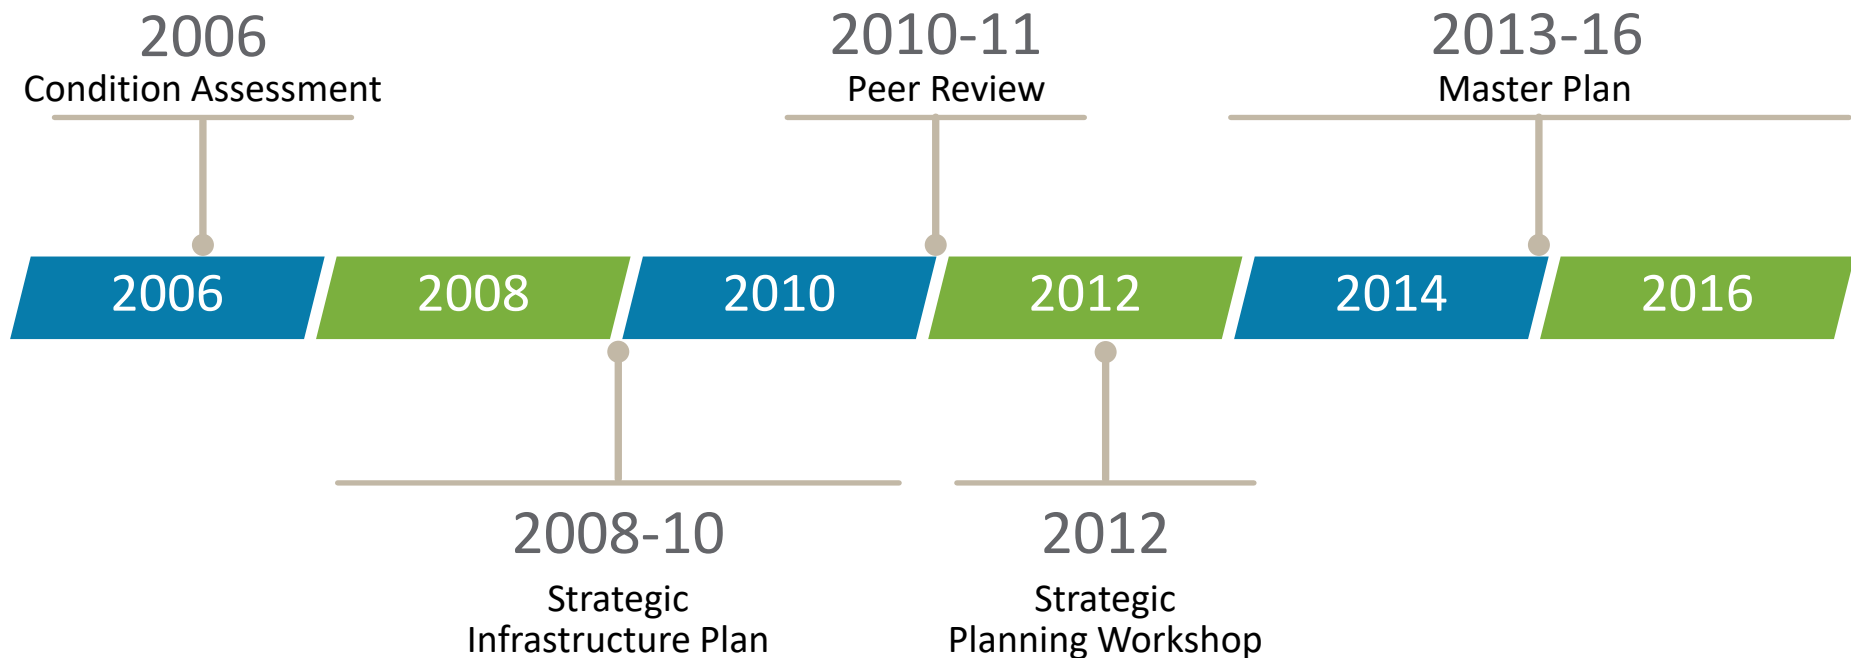 2006
Condition Assessment
2010-11
Peer Review
2013-16
Master Plan
2006
2008
2010
2012
2014
2016
2008-10
Strategic
Infrastructure Plan
2012
Strategic
Planning Workshop